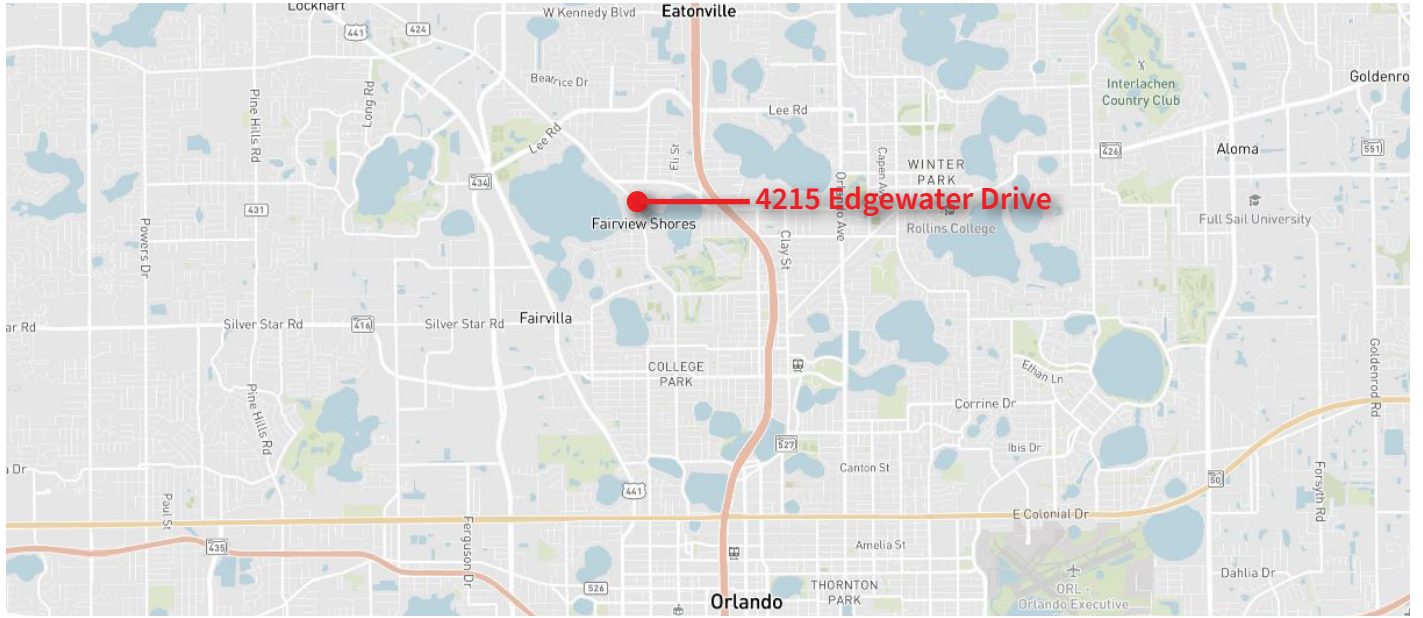 Lockhart
W Kennedy Blvd
Eatonville
441
424
Beatrice Dr
Interlachen
Country Club
Pine Hills Rd
Long Rd
Lee Rd
Lee Rd
Eli St
Capen Ave
426
Aloma
551
WINTER
PARK
434
4215 Edgewater Drive
Fairview Shores
Orlando Ave
Rollins College
Full Sail University
431
Powers Dr
Clay St
Silver Star Rd
416
Silver Star Rd
Fairvilla
COLLEGE
PARK
Ethan Ln
Goldenrod Rd
Pine Hills Rd
Corrine Dr
527
Ibis Dr
Canton St
441
50
Forsyth Rd
Paul St
E Colonial Dr
Ferguson Dr
435
Amelia St
526
THORNTON
PARK
ORL -
Orlando Executive
Dahlia Dr
Orlando